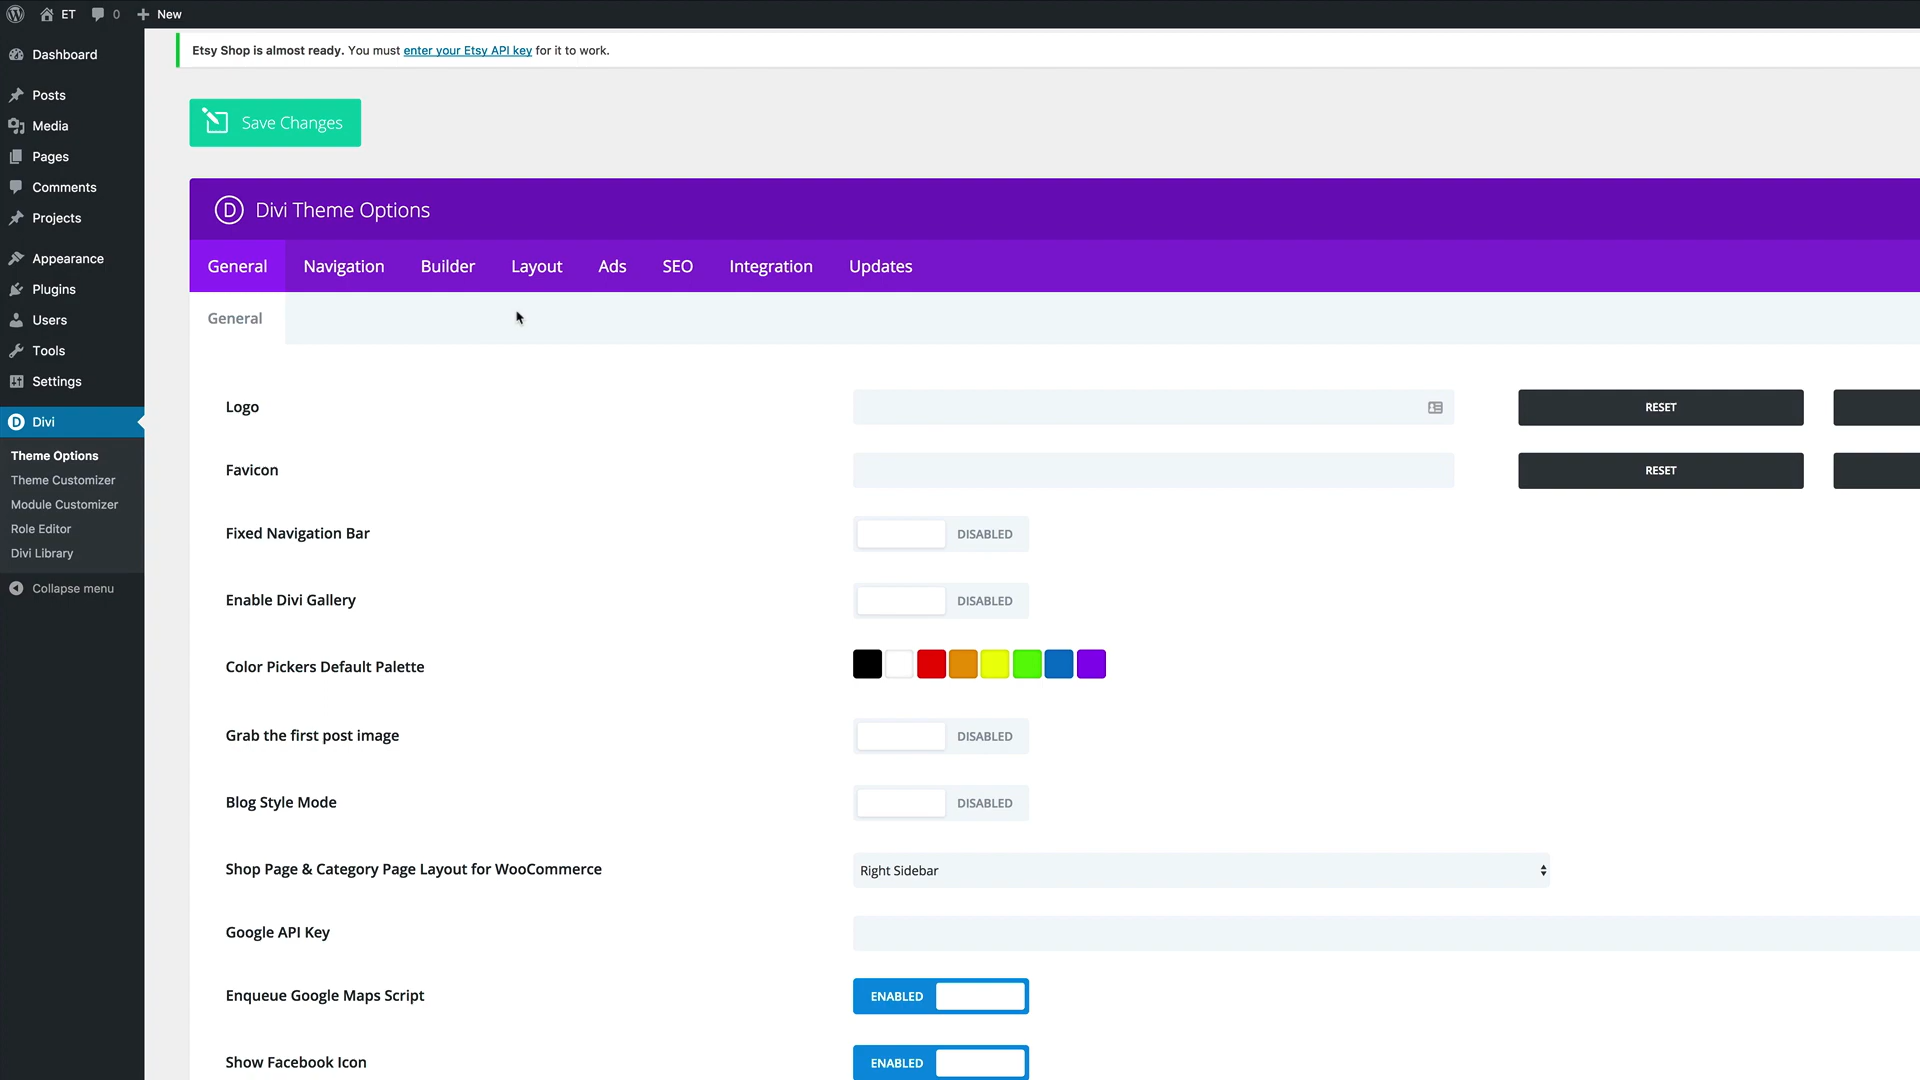 ET
0
New
Etsy Shop is almost ready. You must enter your Etsy API key for it to work.
Dashboard
Posts
Media
Pages
Comments
Projects
Appearance
Plugins
Users
Tools
Settings
Divi
Theme Options
Theme Customizer
Module Customizer
Role Editor
Divi Library
Collapse menu
Save Changes
D Divi Theme Options
General Navigation Builder Layout Ads SEO Integration Updates
General
Logo RESET
Favicon RESET
Fixed Navigation Bar DISABLED
Enable Divi Gallery DISABLED
Color Pickers Default Palette
Grab the first post image DISABLED
Blog Style Mode DISABLED
Shop Page & Category Page Layout for WooCommerce Right Sidebar
Google API Key
Enqueue Google Maps Script ENABLED
Show Facebook Icon ENABLED